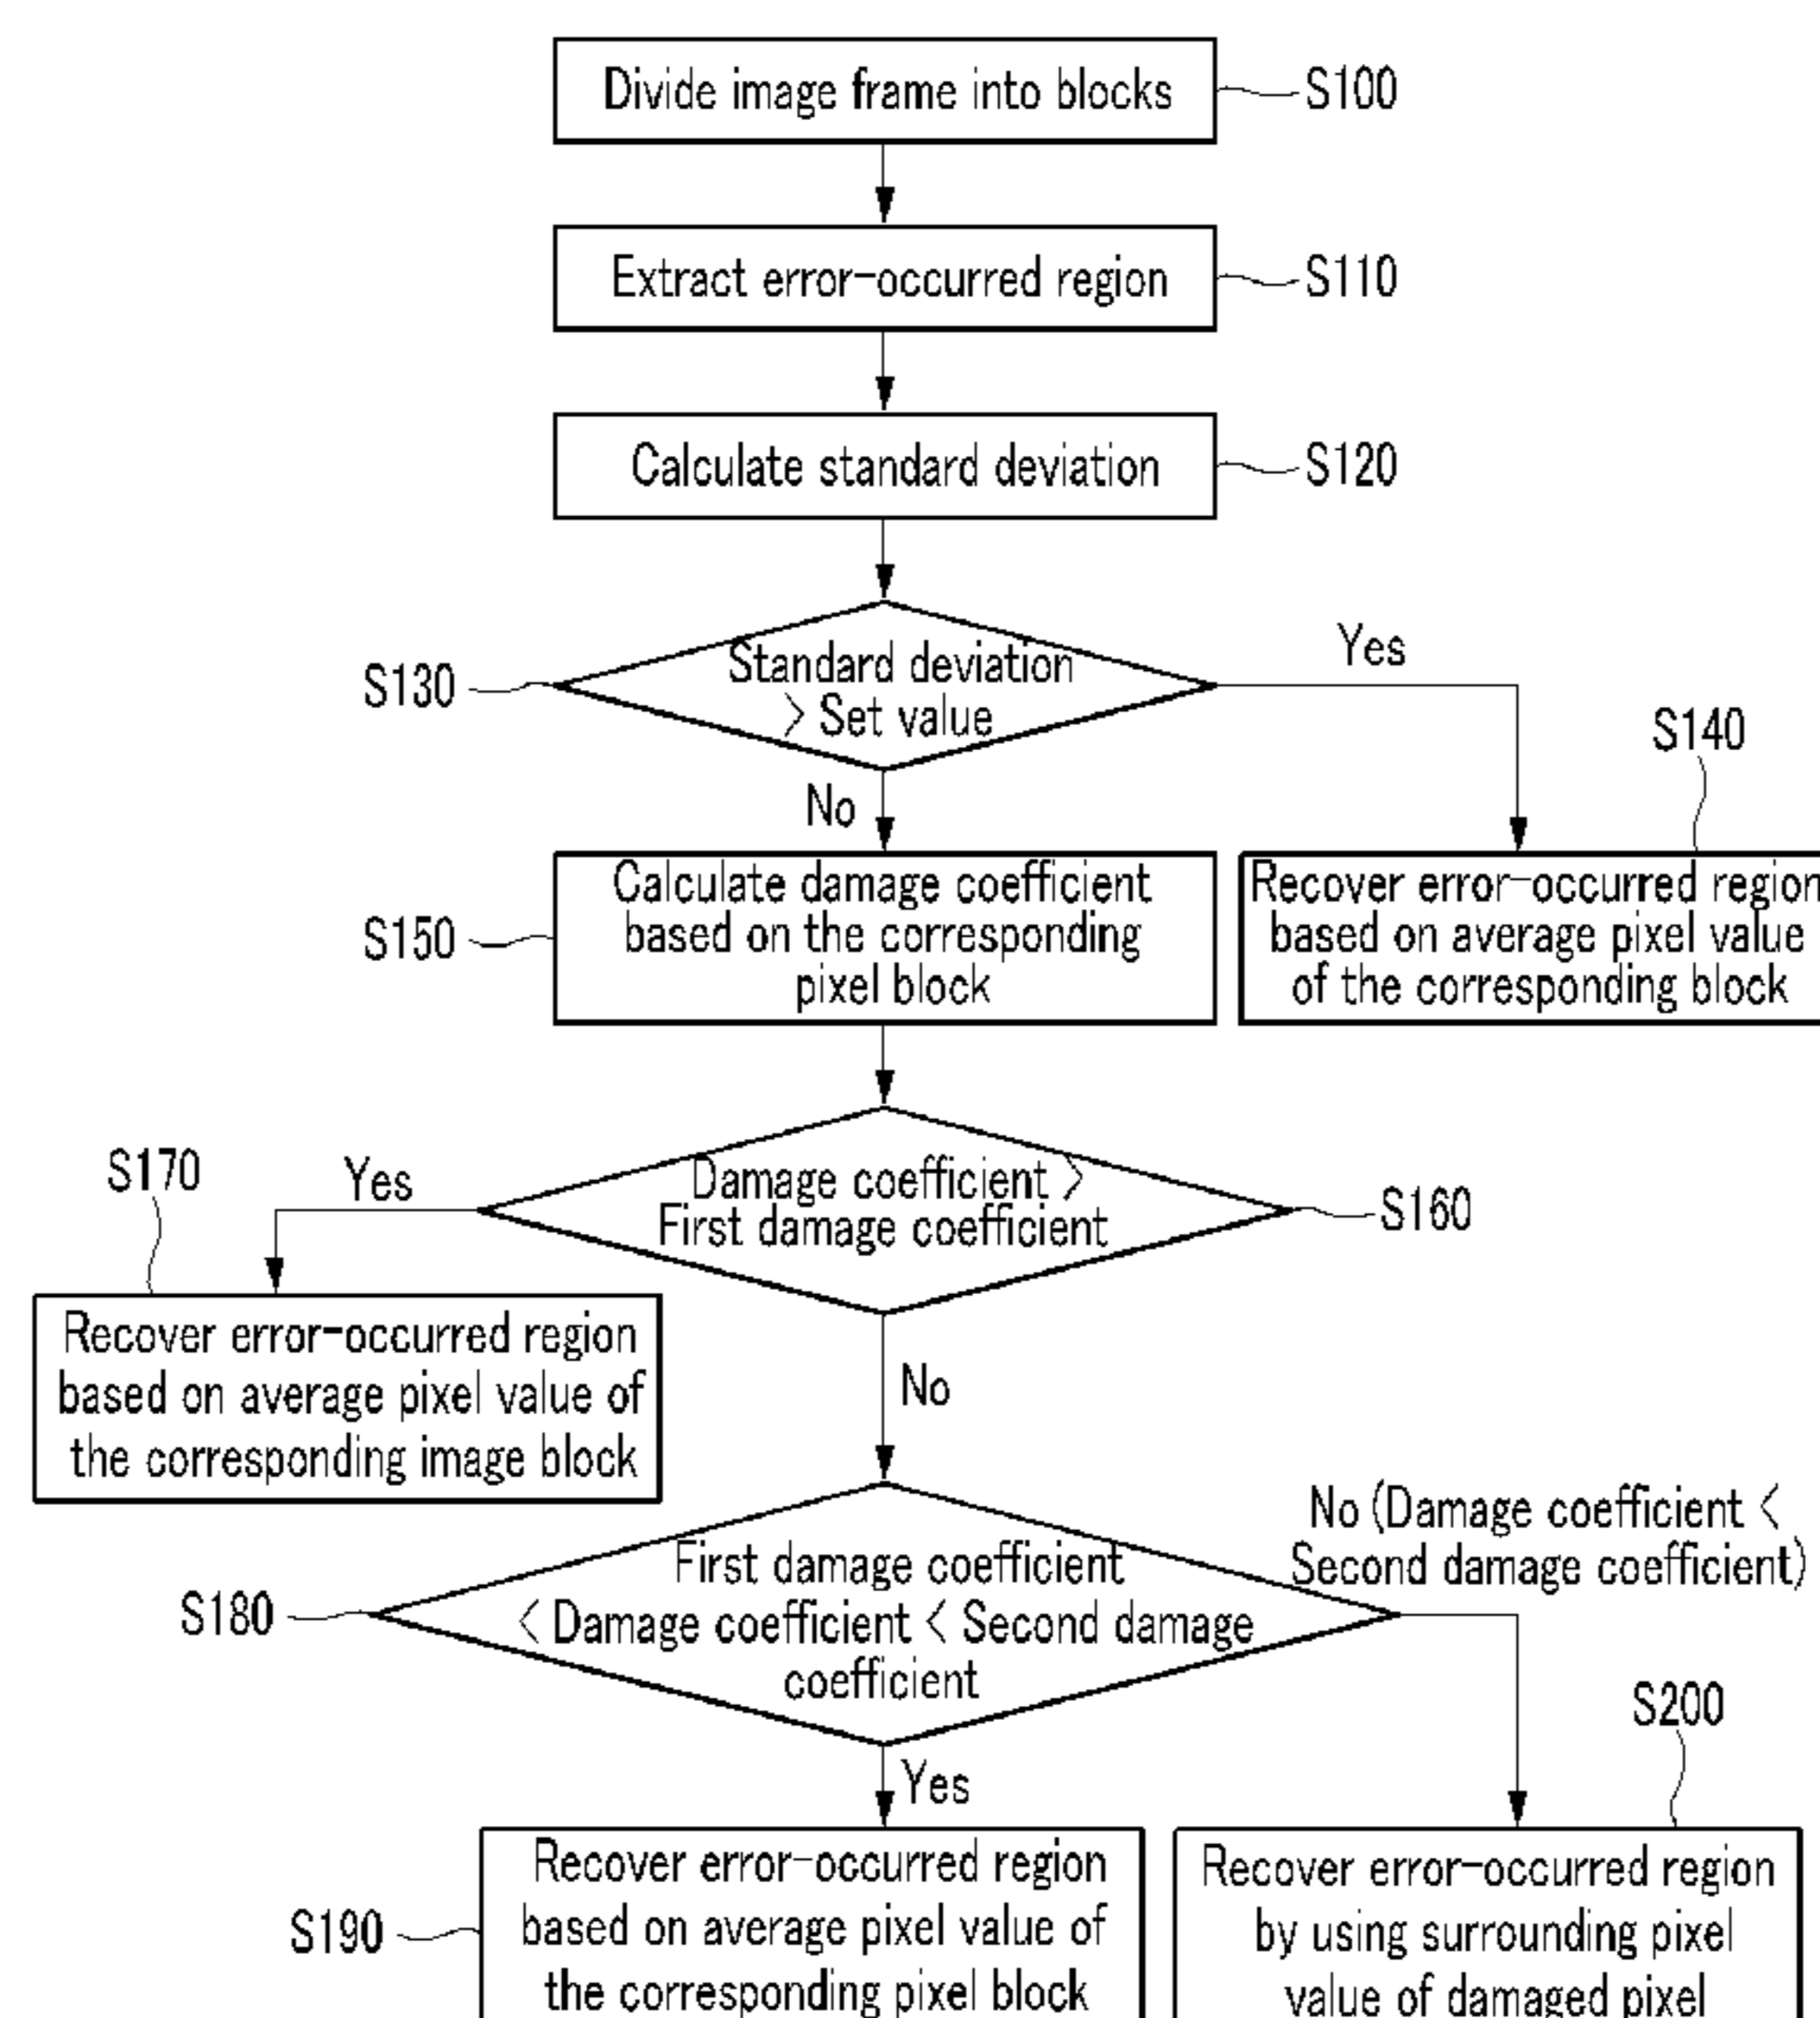 Divide image frame into blocks
S100
Extract error-occurred region
S110
Calculate standard deviation
S120
S130
Standard deviation
> Set value
Yes
S140
No
S150
Calculate damage coefficient
based on the corresponding
pixel block
Recover error-occurred region
based on average pixel value
of the corresponding block
S170
Yes
Damage coefficient >
First damage coefficient
S160
Recover error-occurred region
based on average pixel value of
the corresponding image block
No
No (Damage coefficient <
Second damage coefficient)
S180
First damage coefficient
< Damage coefficient < Second damage
coefficient
S200
Yes
S190
Recover error-occurred region
based on average pixel value of
the corresponding pixel block
Recover error-occurred region
by using surrounding pixel
value of damaged pixel